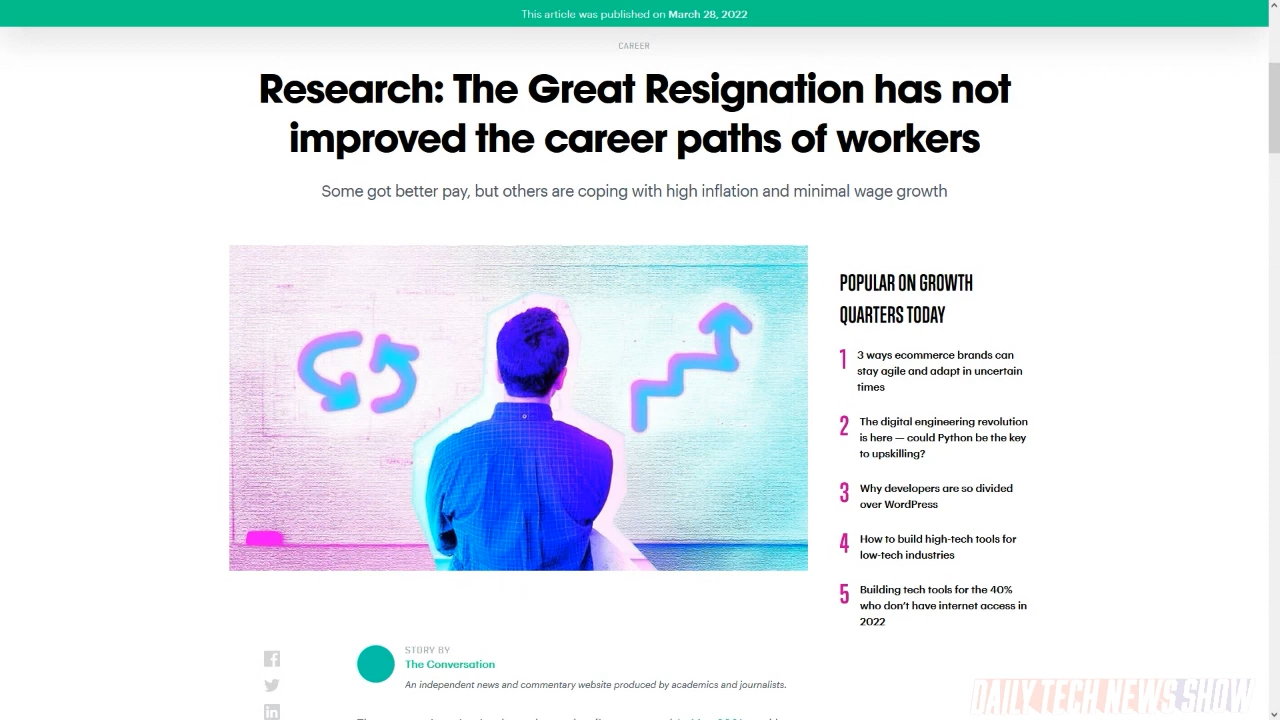 This article was published on March 28, 2022
CAREER
Research: The Great Resignation has not
improved the career paths of workers
Some got better pay, but others are coping with high inflation and minimal wage growth
POPULAR ON GROWTH
QUARTERS TODAY
1 3 ways ecommerce brands can
stay agile and adapt in uncertain
times
2 The digital engineering revolution
is here — could Python be the key
to upskilling?
3 Why developers are so divided
over WordPress
4 How to build high-tech tools for
low-tech industries
5 Building tech tools for the 40%
who don't have internet access in
2022
STORY BY
The Conversation
An independent news and commentary website produced by academics and journalists.
DAILY TECH NEWS SHOW